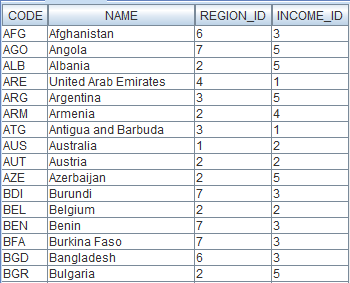 CODE NAME REGION_ID INCOME_ID
AFG Afghanistan 6 3
AGO Angola 7 5
ALB Albania 2 5
ARE United Arab Emirates 4 1
ARG Argentina 3 5
ARM Armenia 2 4
ATG Antigua and Barbuda 3 1
AUS Australia 1 2
AUT Austria 2 2
AZE Azerbaijan 2 5
BDI Burundi 7 3
BEL Belgium 2 2
BEN Benin 7 3
BFA Burkina Faso 7 3
BGD Bangladesh 6 3
BGR Bulgaria 2 5